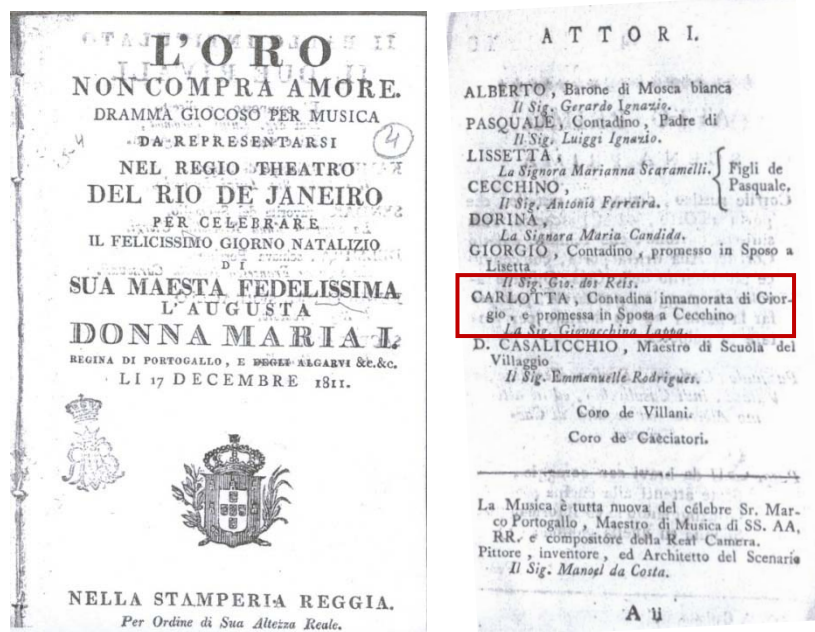 L'ORO
NON COMPRA AMORE.
DRAMMA GIOCOSO PER MUSICA
DA REPRESENTARSI
4
NEL REGIO THEATRO
DEL RIO DE JANEIRO
PER CELEBRARE
IL FELICISSIMO GIORNO NATALIZIO
DI
SUA MAESTA FEDELISSIMA
L'AUGUSTA
DONNA MARIA I.
REGINA DI PORTOGALLO, E DEGLI ALGARVI &c.&c.
LI 17 DECEMBRE 1811.
NELLA STAMPERIA REGGIA.
Per Ordine di Sua Altezza Reale.
ATTORI.
ALBERTO, Barone di Mosca bianca
Il Sig. Gerardo Ignazio.
PASQUALE, Contadino, Padre di
Il Sig. Luiggi Ignazio.
LISSETTA,
La Signora Marianna Scaramelli.
CECCHINO,
Il Sig. Antonio Ferreira.
Figli de
Pasquale.
DORINA,
La Signora Maria Candida.
GIORGIO, Contadino, promesso in Sposo a
Lisetta
Il Sig. Gio. dos Reis.
CARLOTTA, Contadina innamorata di Gior-
gio, e promessa in Sposa a Cecchino
La Sig. Giovacchina Lappa.
D. CASALICCHIO, Maestro di Scuola del
Villaggio
Il Sig. Emmanuelle Rodrigues.
Coro de Villani.
Coro de Cacciatori.
La Musica è tutta nuova del célebre Sr. Mar-
co Portogallo, Maestro di Musica di SS. AA.
RR. e compositore della Real Camera.
Pittore, inventore, ed Architetto del Scenario
Il Sig. Manoel da Costa.
A ii